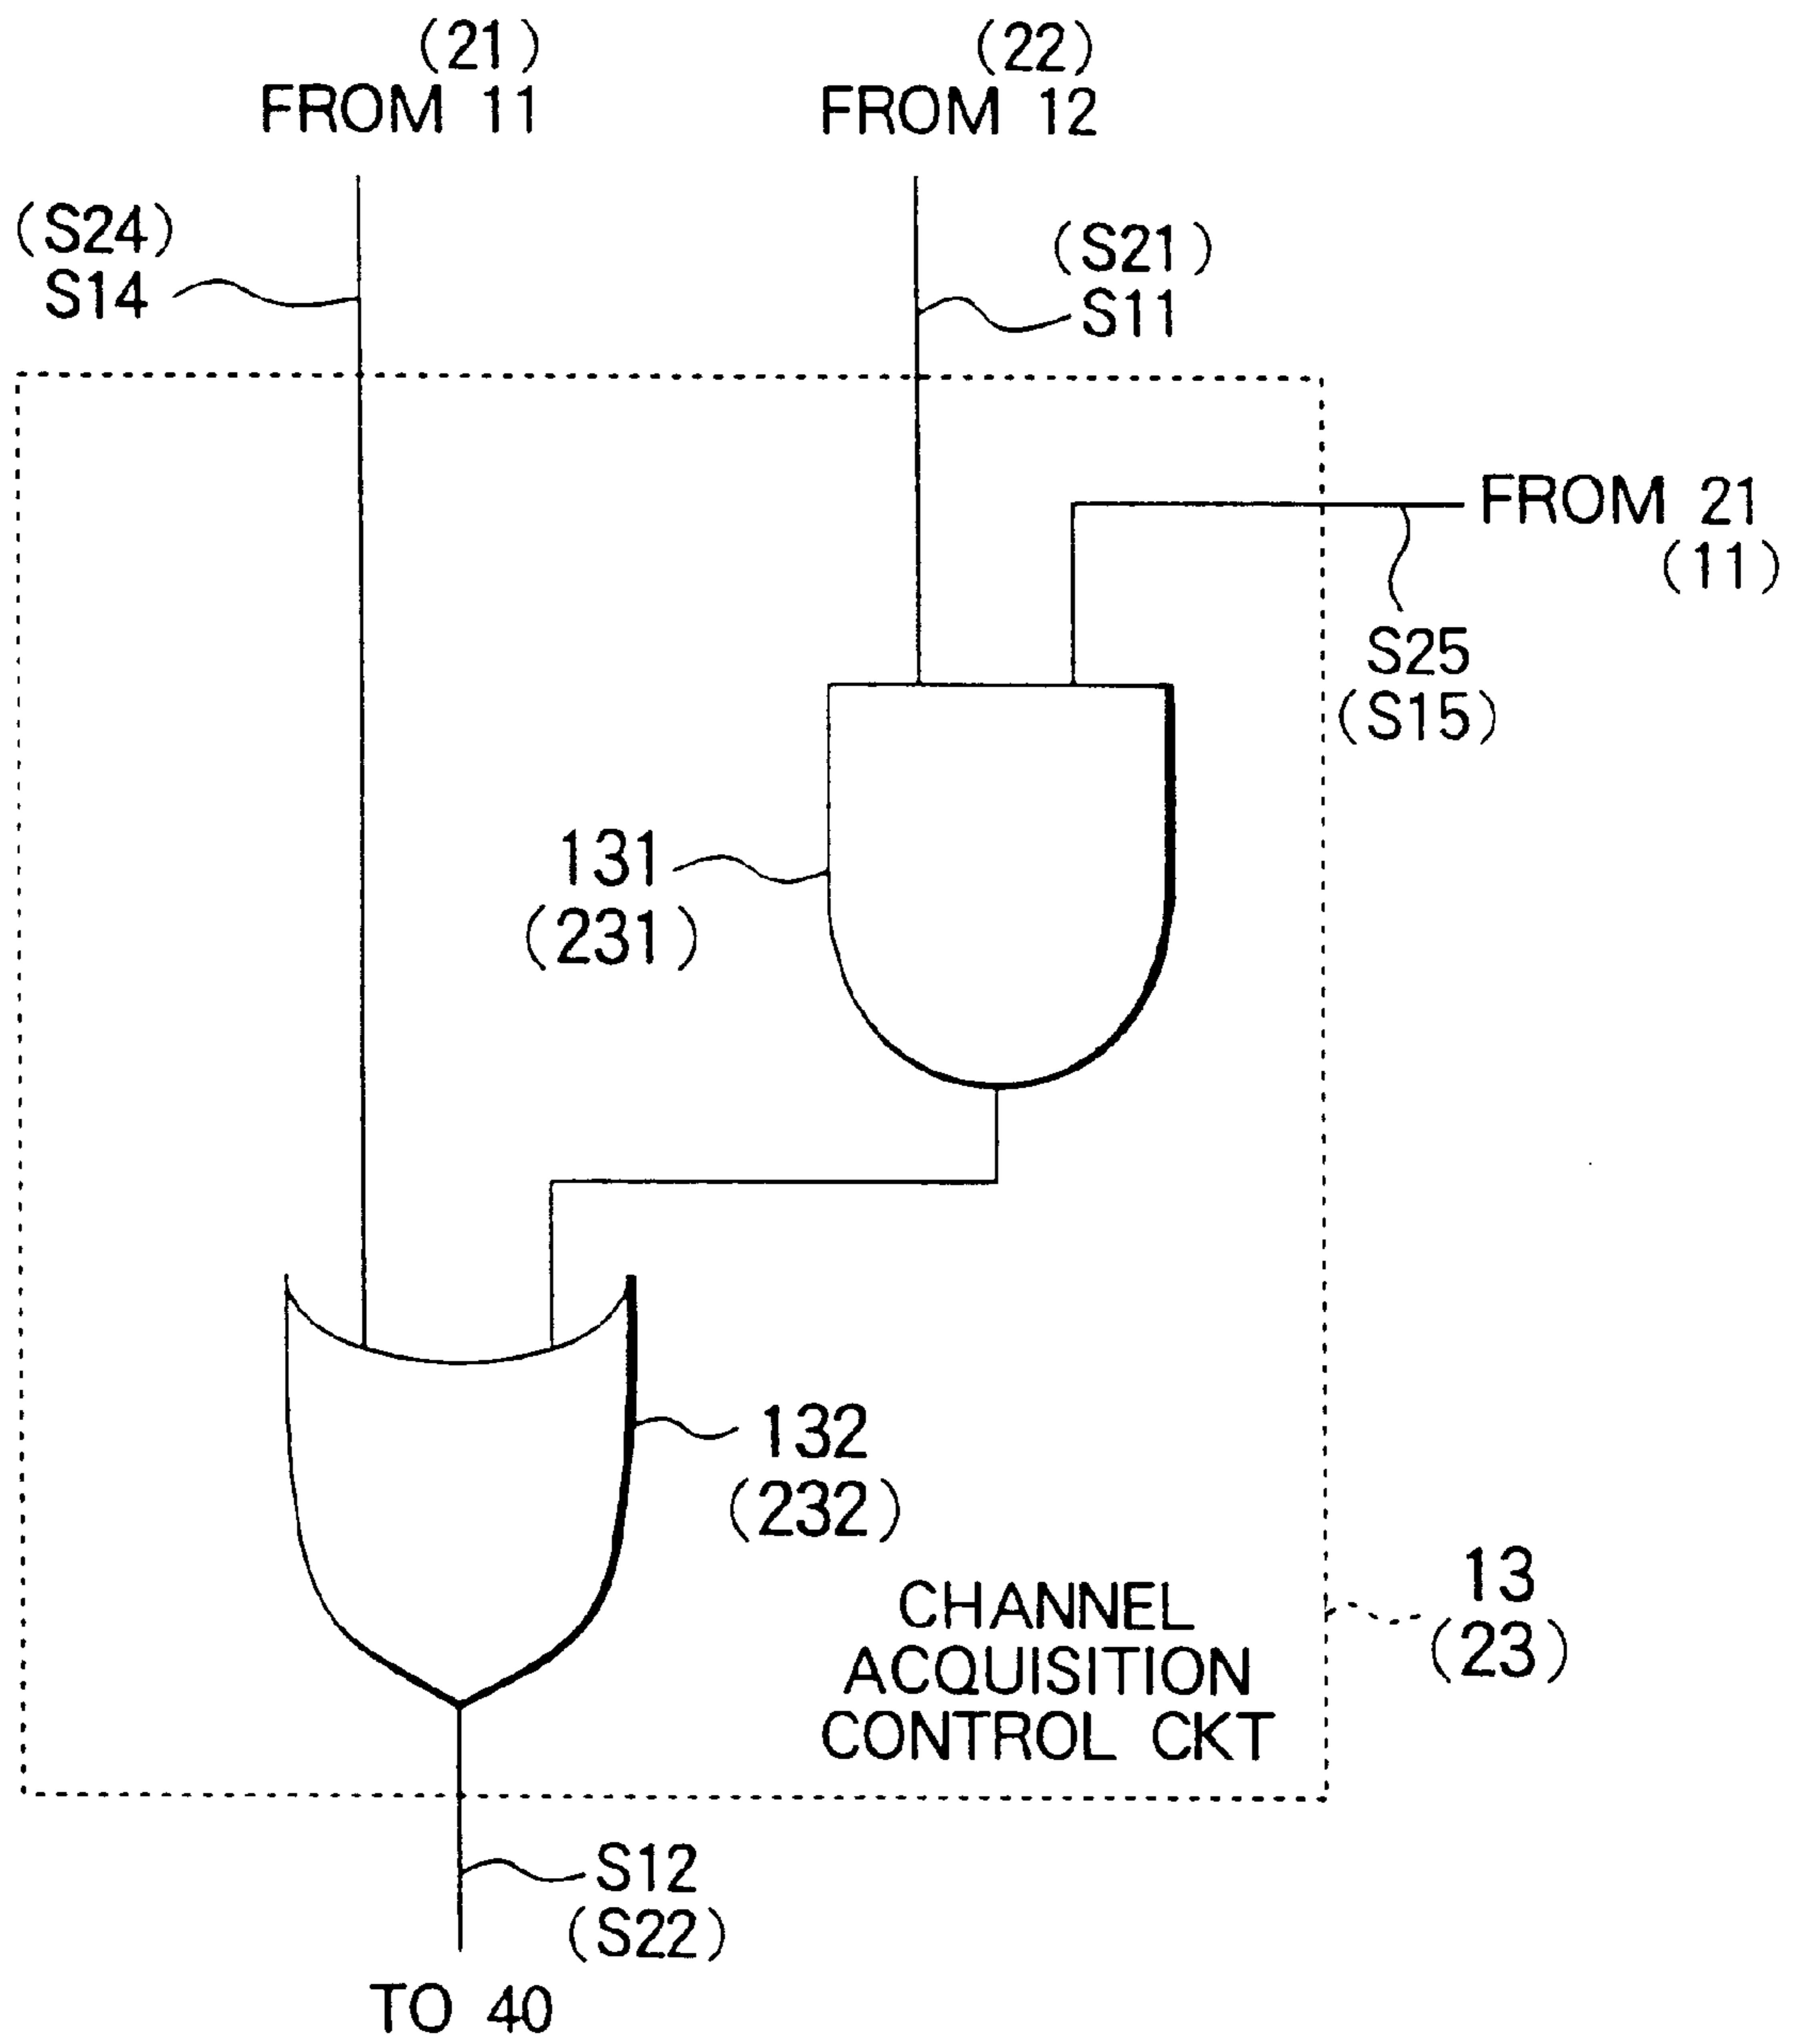 (21)
FROM 11
(22)
FROM 12
(S24)
S14
(S21)
S11
FROM 21
(11)
S25
(S15)
131
(231)
132
(232)
CHANNEL
ACQUISITION
CONTROL CKT
13
(23)
S12
(S22)
TO 40